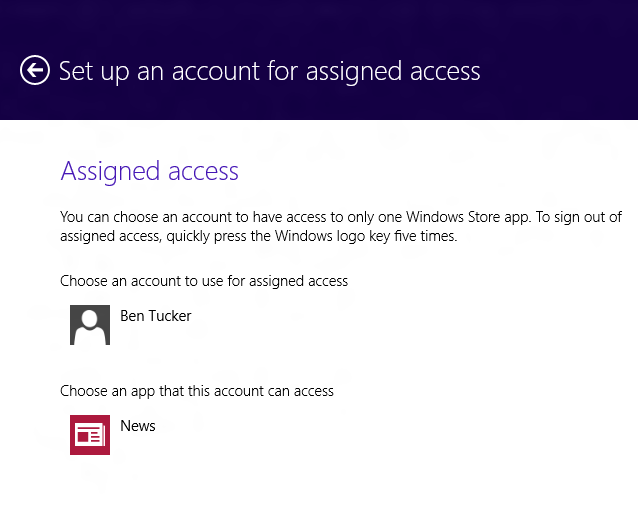 Set up an account for assigned access
Assigned access
You can choose an account to have access to only one Windows Store app. To sign out of
assigned access, quickly press the Windows logo key five times.
Choose an account to use for assigned access
Ben Tucker
Choose an app that this account can access
News